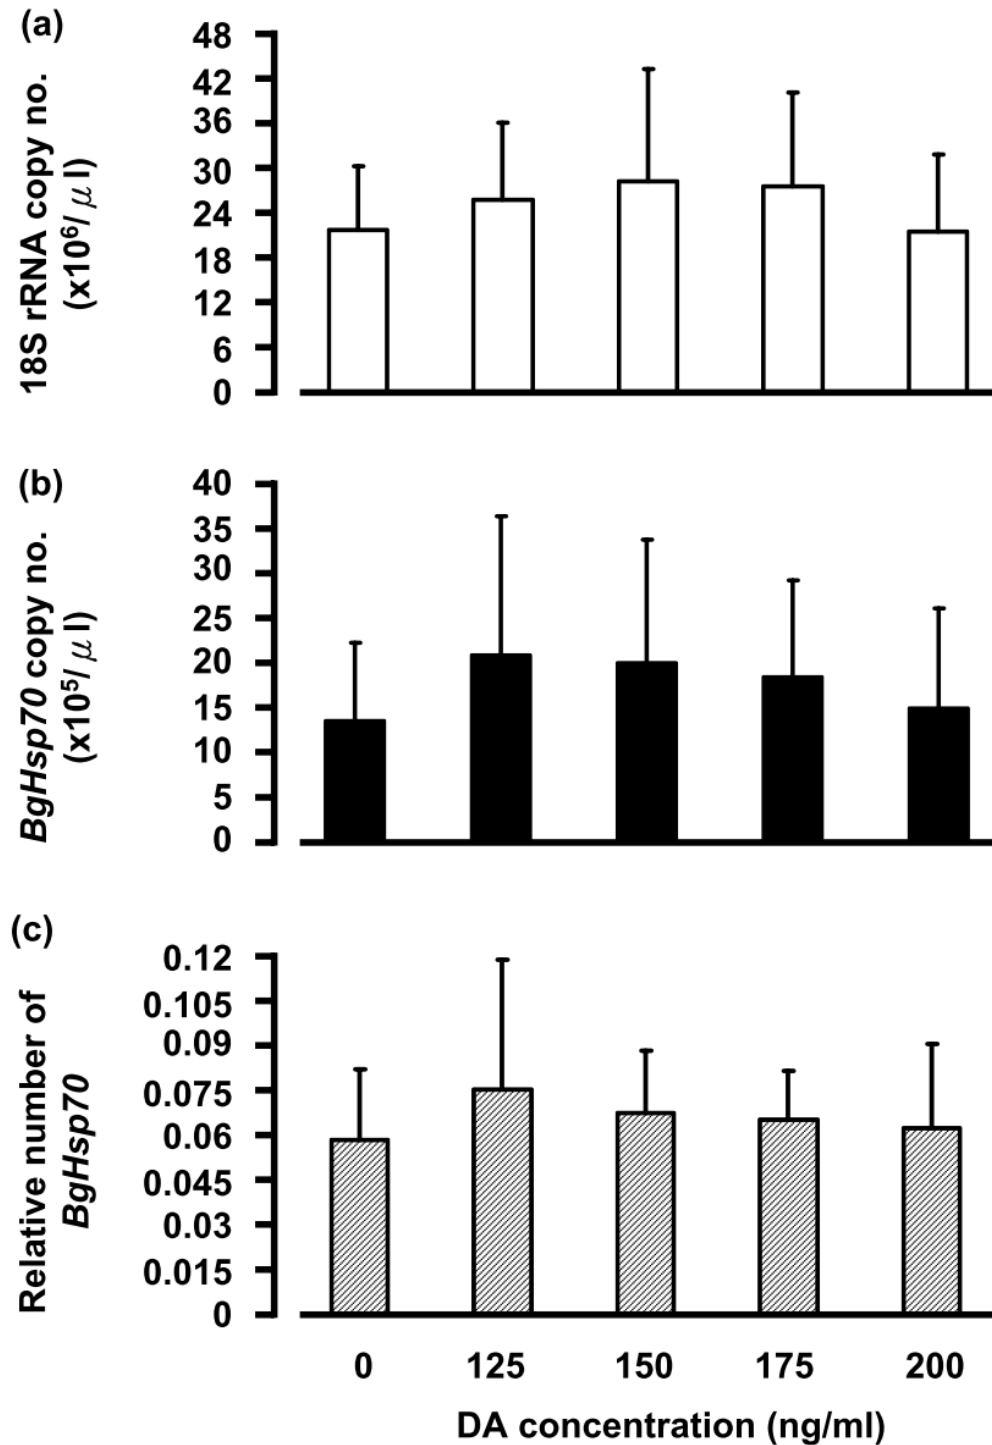 (a)
18S rRNA copy no.
(x10⁶/μl)
48
42
36
30
24
18
12
6
0
(b)
BgHsp70 copy no.
(x10⁵/μl)
40
35
30
25
20
15
10
5
0
(c)
Relative number of
BgHsp70
0.12
0.105
0.09
0.075
0.06
0.045
0.03
0.015
0
0 125 150 175 200
DA concentration (ng/ml)